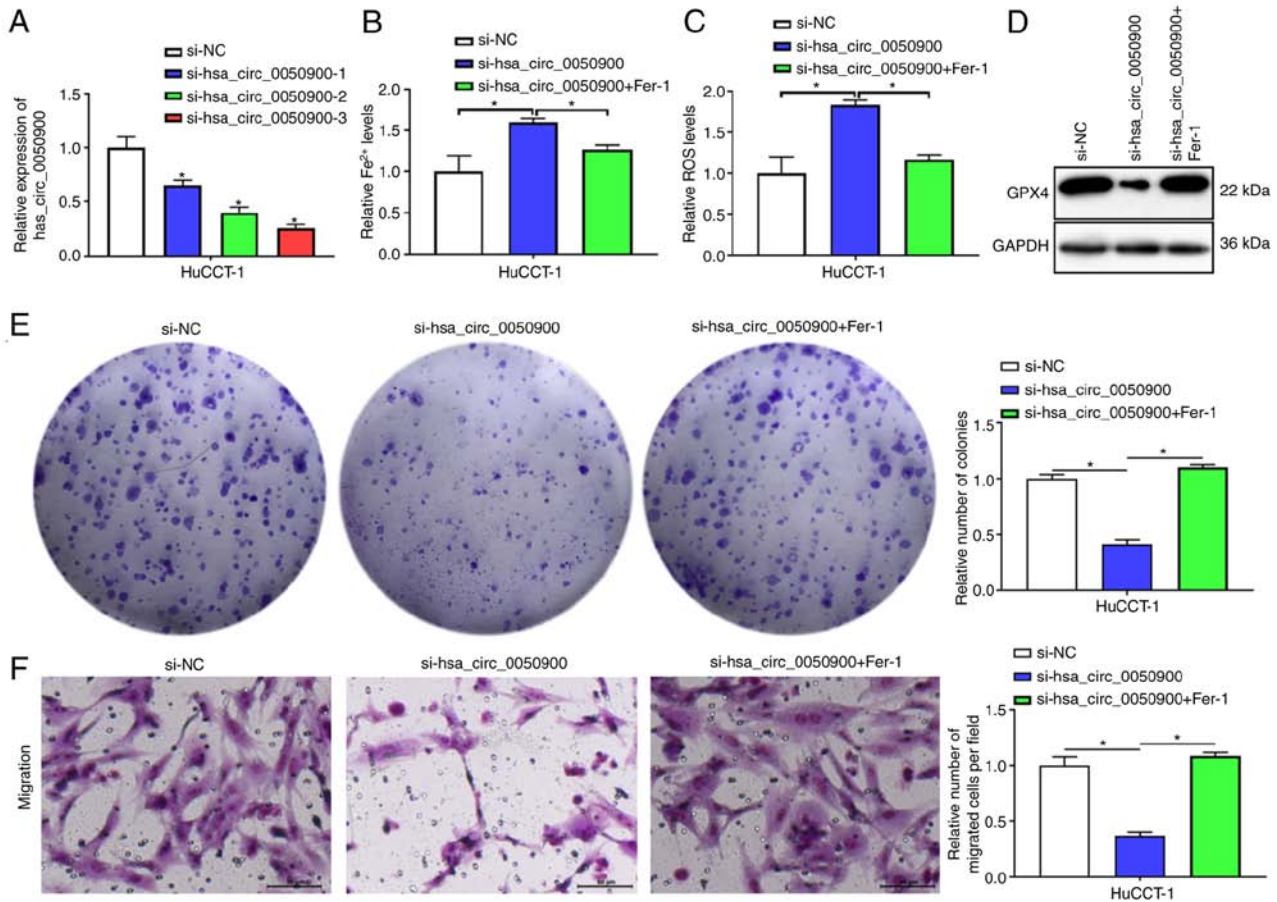 A
si-NC
si-hsa_circ_0050900-1
si-hsa_circ_0050900-2
si-hsa_circ_0050900-3
Relative expression of
has_circ_0050900
1.5
1.0
0.5
0.0
*
*
*
HuCCT-1
B
si-NC
si-hsa_circ_0050900
si-hsa_circ_0050900+Fer-1
Relative Fe²⁺ levels
2.0
1.5
1.0
0.5
0.0
*
*
HuCCT-1
C
si-NC
si-hsa_circ_0050900
si-hsa_circ_0050900+Fer-1
Relative ROS levels
2.0
1.5
1.0
0.5
0.0
*
*
HuCCT-1
D
si-NC
si-hsa_circ_0050900
si-hsa_circ_0050900+
Fer-1
GPX4
22 kDa
GAPDH
36 kDa
E
si-NC
si-hsa_circ_0050900
si-hsa_circ_0050900+Fer-1
si-NC
si-hsa_circ_0050900
si-hsa_circ_0050900+Fer-1
Relative number of colonies
1.5
1.0
0.5
0.0
*
*
HuCCT-1
F
si-NC
si-hsa_circ_0050900
si-hsa_circ_0050900+Fer-1
Migration
si-NC
si-hsa_circ_0050900
si-hsa_circ_0050900+Fer-1
Relative number of
migrated cells per field
1.5
1.0
0.5
0.0
*
*
HuCCT-1